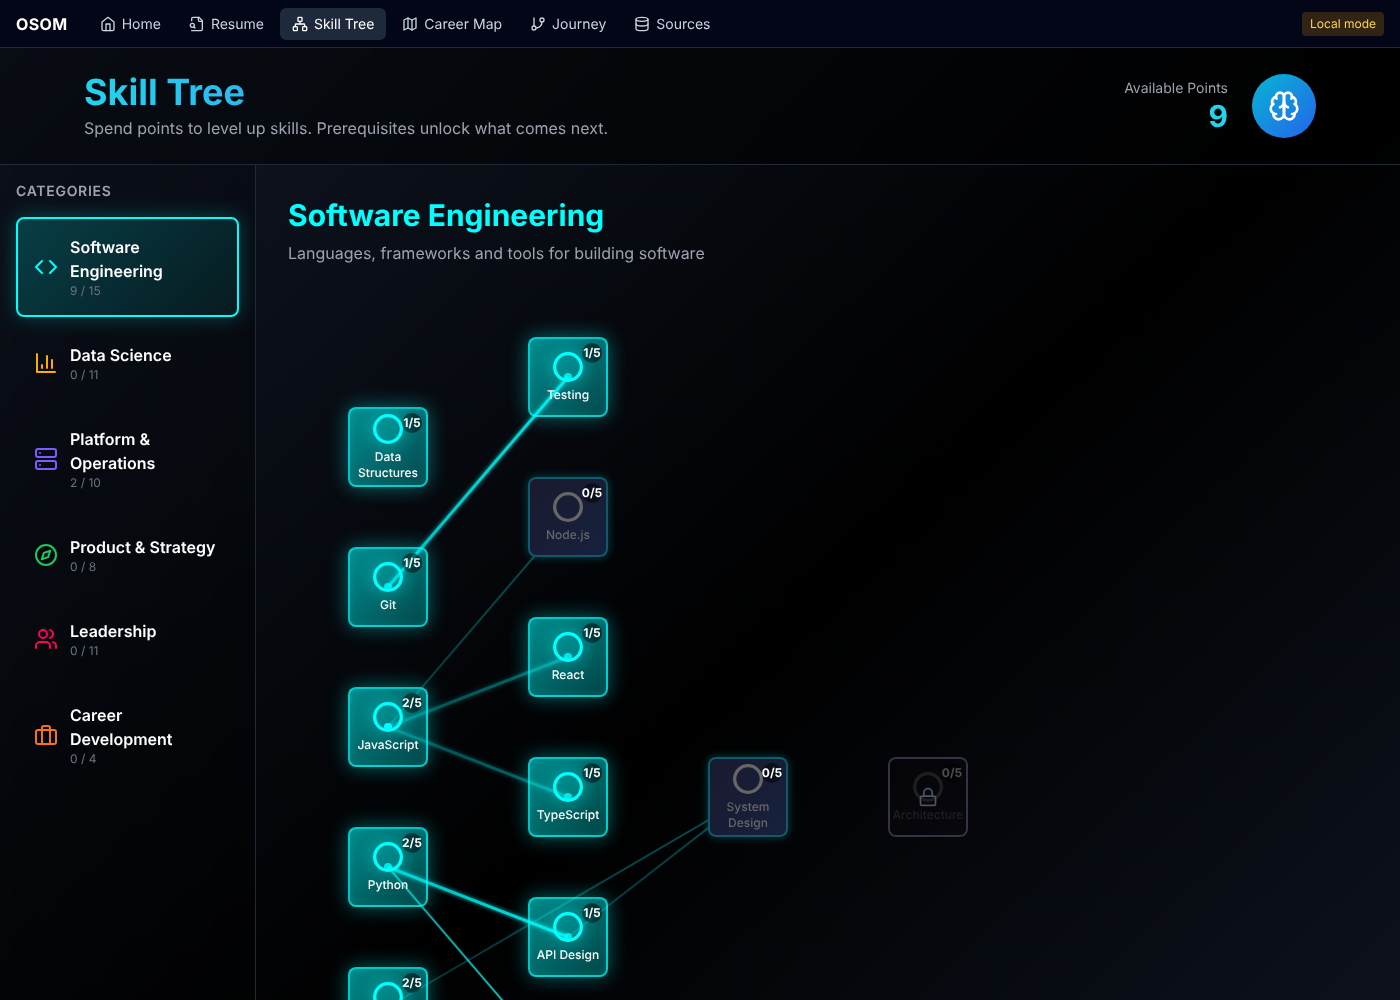 OSOM
Home
Resume
Skill Tree
Career Map
Journey
Sources
Local mode
Skill Tree
Spend points to level up skills. Prerequisites unlock what comes next.
Available Points
9
CATEGORIES
Software
Engineering
9 / 15
Data Science
0 / 11
Platform &
Operations
2 / 10
Product & Strategy
0 / 8
Leadership
0 / 11
Career
Development
0 / 4
Software Engineering
Languages, frameworks and tools for building software
1/5
Testing
1/5
Data
Structures
0/5
Node.js
1/5
Git
1/5
React
2/5
JavaScript
1/5
TypeScript
0/5
System
Design
0/5
Architecture
2/5
Python
1/5
API Design
2/5